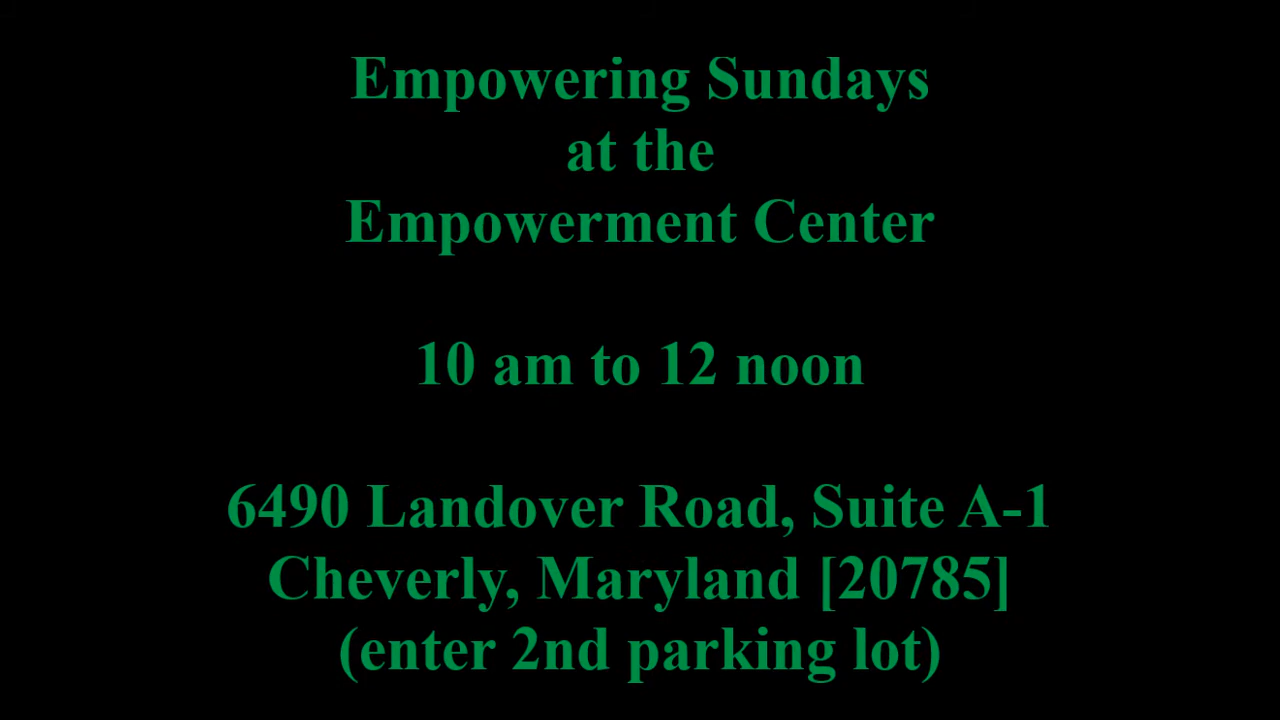 Empowering Sundays
at the
Empowerment Center
10 am to 12 noon
6490 Landover Road, Suite A-1
Cheverly, Maryland [20785]
(enter 2nd parking lot)